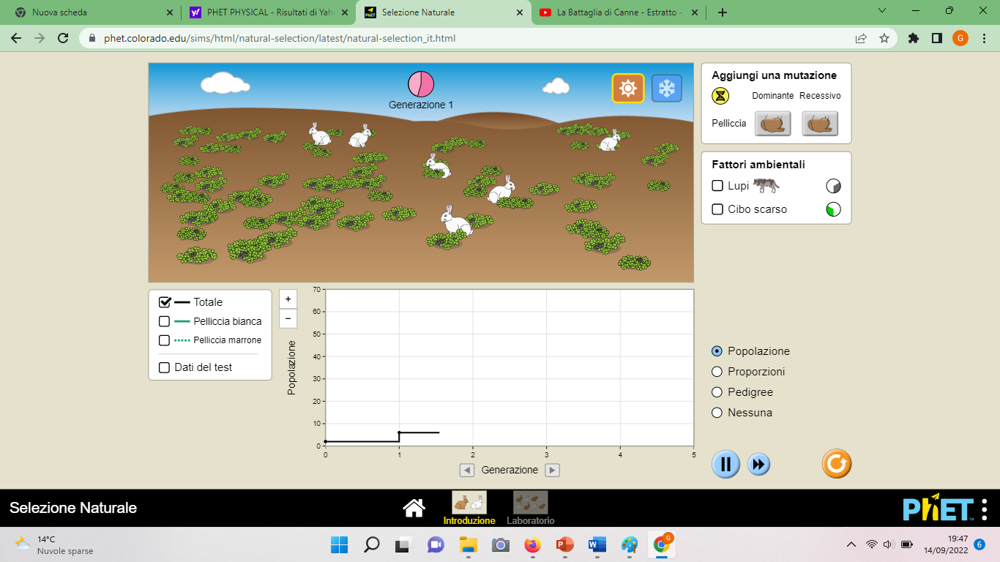 Nuova scheda
PHET PHYSICAL - Risultati di Yaho
Selezione Naturale
La Battaglia di Canne - Estratto -
phet.colorado.edu/sims/html/natural-selection/latest/natural-selection_it.html
G
Generazione 1
Aggiungi una mutazione
Dominante Recessivo
Pelliccia
Fattori ambientali
Lupi
Cibo scarso
Totale
Pelliccia bianca
Pelliccia marrone
Dati del test
+
−
Popolazione
70
60
50
40
30
20
10
0
0 1 2 3 4 5
Generazione
Popolazione
Proporzioni
Pedigree
Nessuna
Selezione Naturale
Introduzione
Laboratorio
PhET
14°C
Nuvole sparse
19:47
14/09/2022
6